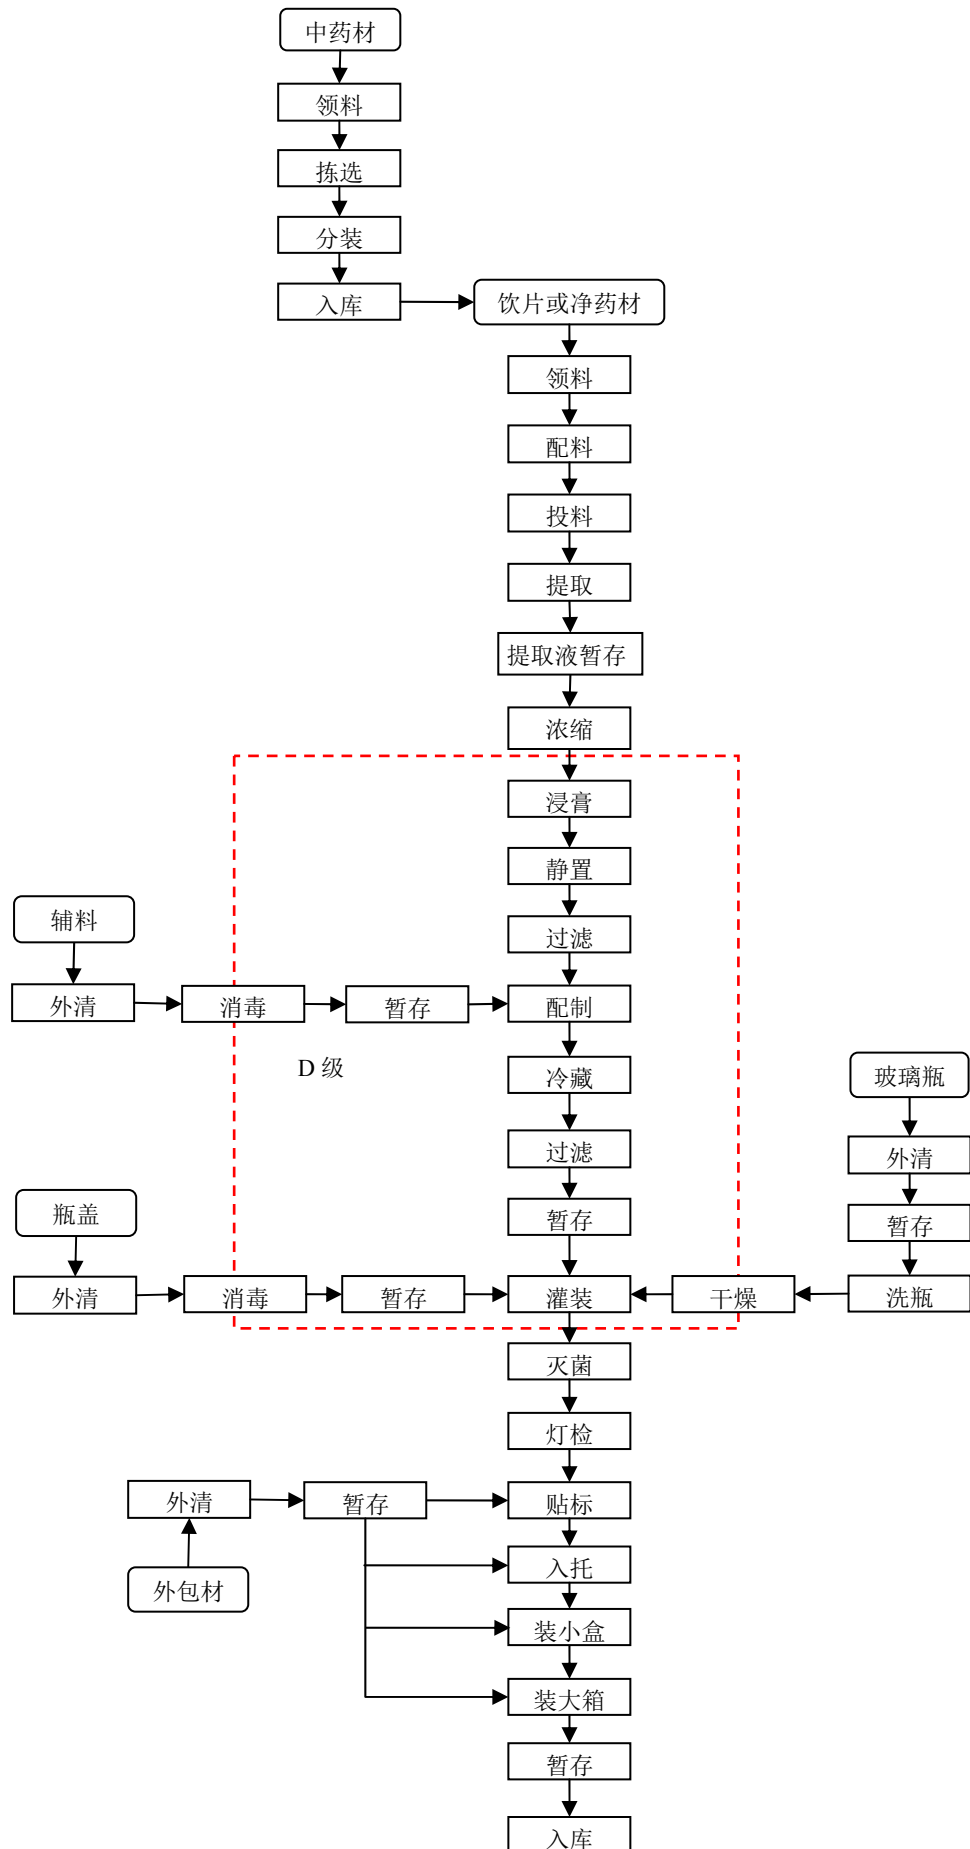 中药材
领料
拣选
分装
入库
饮片或净药材
领料
配料
投料
提取
提取液暂存
浓缩
浸膏
静置
过滤
辅料
外清
消毒
暂存
配制
D 级
冷藏
玻璃瓶
过滤
外清
瓶盖
暂存
暂存
外清
消毒
暂存
灌装
干燥
洗瓶
灭菌
灯检
外清
暂存
贴标
外包材
入托
装小盒
装大箱
暂存
入库